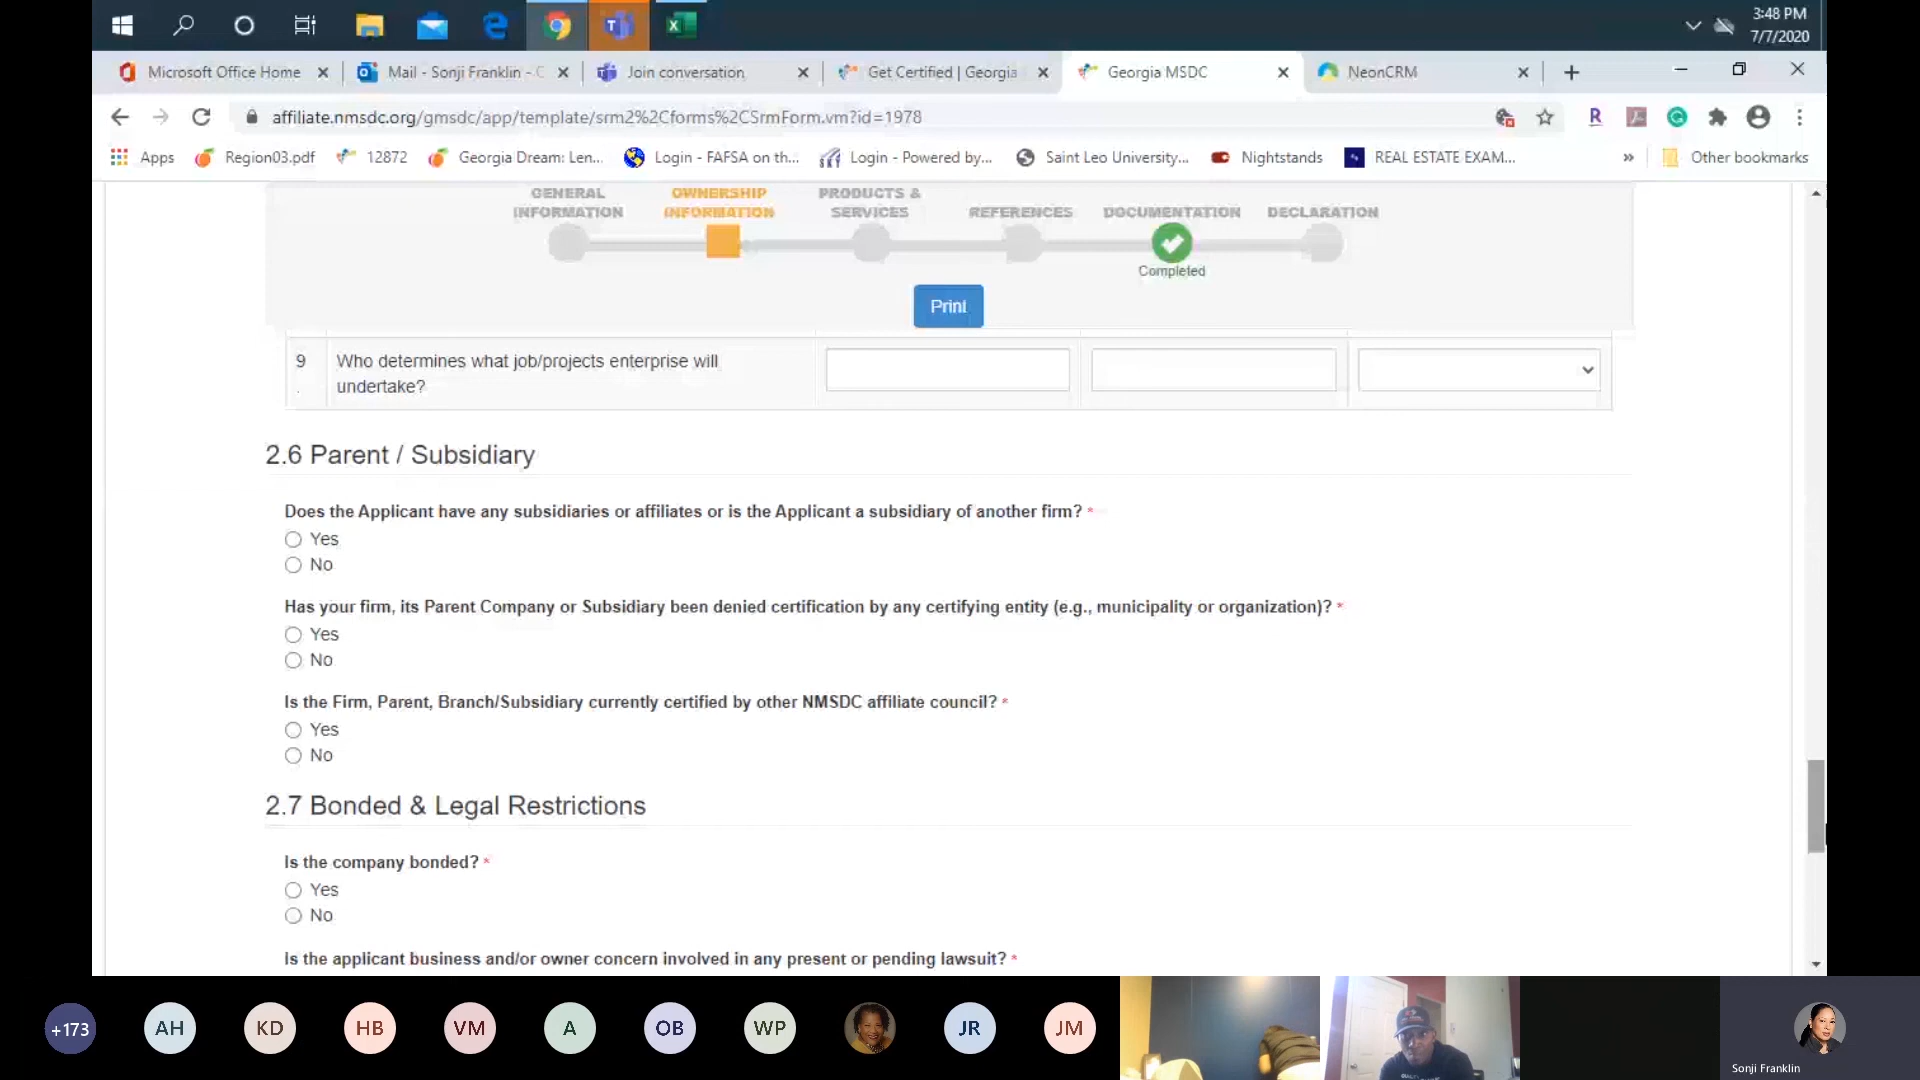 3:48 PM
7/7/2020
Microsoft Office Home
Mail - Sonji Franklin - C
Join conversation
Get Certified | Georgia
Georgia MSDC
NeonCRM
affiliate.nmsdc.org/gmsdc/app/template/srm2%2Cforms%2CSrmForm.vm?id=1978
Apps
Region03.pdf
12872
Georgia Dream: Len...
Login - FAFSA on th...
Login - Powered by...
Saint Leo University...
Nightstands
REAL ESTATE EXAM...
Other bookmarks
GENERAL INFORMATION
OWNERSHIP INFORMATION
PRODUCTS & SERVICES
REFERENCES
DOCUMENTATION
DECLARATION
Completed
Print
9
.
Who determines what job/projects enterprise will
undertake?
2.6 Parent / Subsidiary
Does the Applicant have any subsidiaries or affiliates or is the Applicant a subsidiary of another firm? *
Yes
No
Has your firm, its Parent Company or Subsidiary been denied certification by any certifying entity (e.g., municipality or organization)? *
Yes
No
Is the Firm, Parent, Branch/Subsidiary currently certified by other NMSDC affiliate council? *
Yes
No
2.7 Bonded & Legal Restrictions
Is the company bonded? *
Yes
No
Is the applicant business and/or owner concern involved in any present or pending lawsuit? *
+173
AH
KD
HB
VM
A
OB
WP
JR
JM
Sonji Franklin